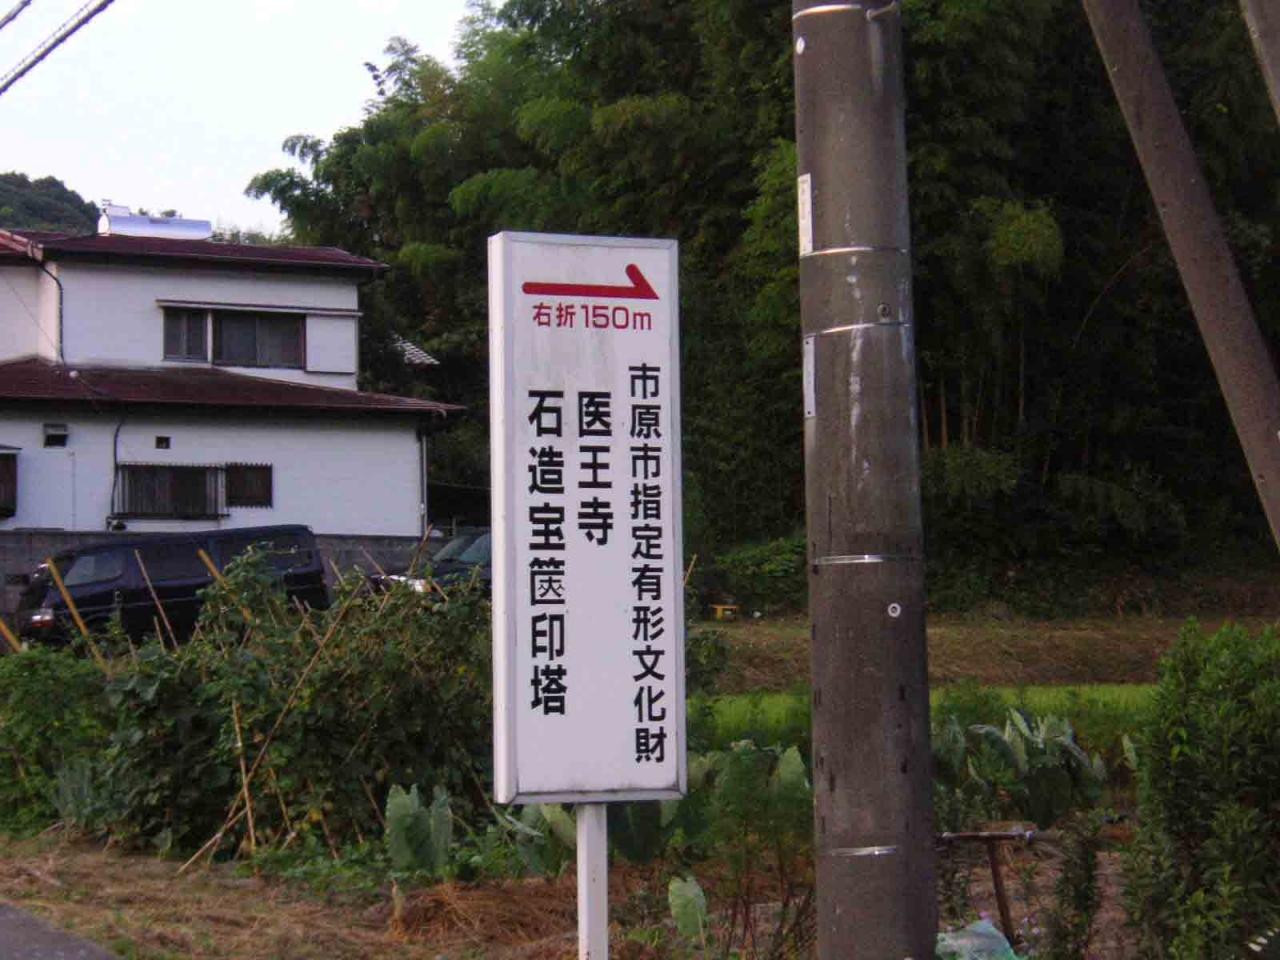 右折150m
市原市指定有形文化財
医王寺
石造宝篋印塔